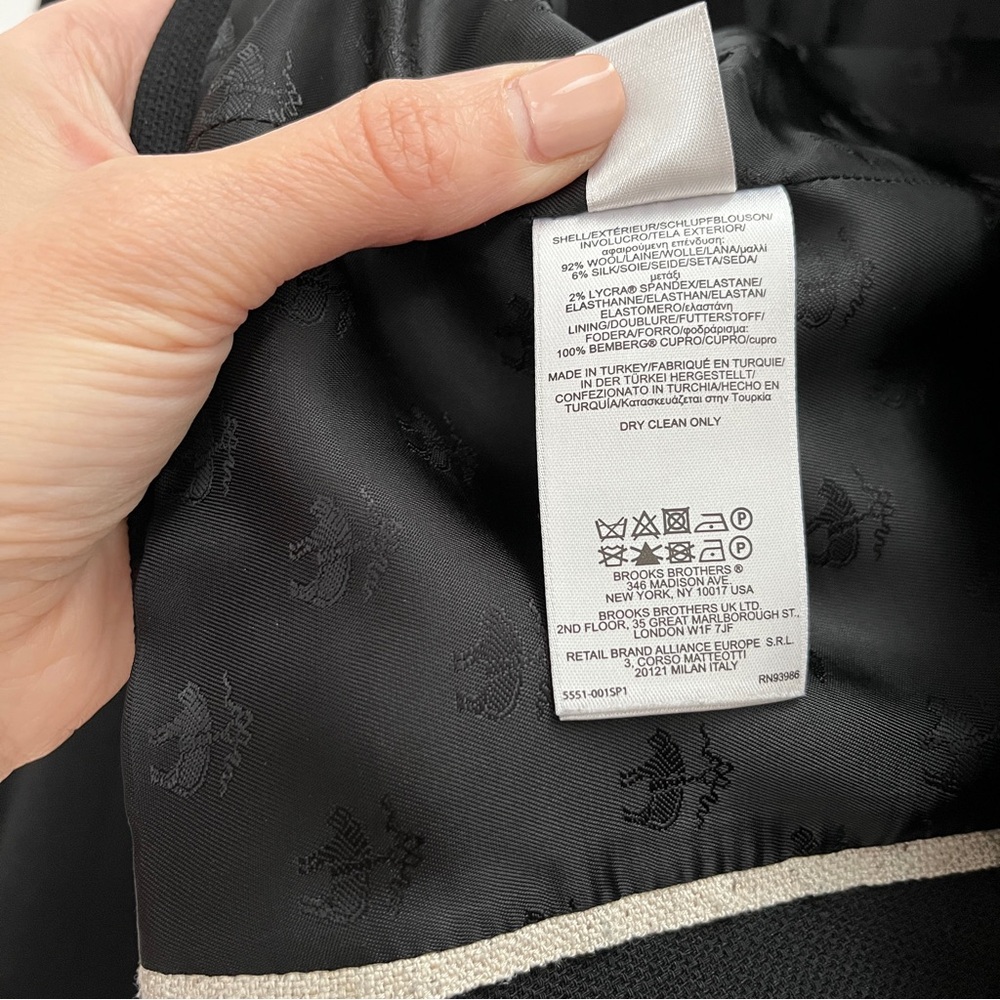 SHELL/EXTÉRIEUR/SCHLUPFBLOUSON/
INVOLUCRO/TELA EXTERIOR/
αφαιρούμενη επένδυση:
92% WOOL/LAINE/WOLLE/LANA/μαλλί
6% SILK/SOIE/SEIDE/SETA/SEDA/
μετάξι
2% LYCRA® SPANDEX/ELASTANE/
ELASTHANNE/ELASTHAN/ELASTAN/
ELASTOMERO/ελαστάνη
LINING/DOUBLURE/FUTTERSTOFF/
FODERA/FORRO/φοδράρισμα:
100% BEMBERG® CUPRO/CÚPRO/cupro
MADE IN TURKEY/FABRIQUÉ EN TURQUIE/
IN DER TÜRKEI HERGESTELLT/
CONFEZIONATO IN TURCHIA/HECHO EN
TURQUÍA/Κατασκευάζεται στην Τουρκία
DRY CLEAN ONLY
P
P
BROOKS BROTHERS ®
346 MADISON AVE,
NEW YORK, NY 10017 USA
BROOKS BROTHERS UK LTD.
2ND FLOOR, 35 GREAT MARLBOROUGH ST.,
LONDON W1F 7JF
RETAIL BRAND ALLIANCE EUROPE S.R.L.
3, CORSO MATTEOTTI
20121 MILAN ITALY
5551-001SP1 RN93986